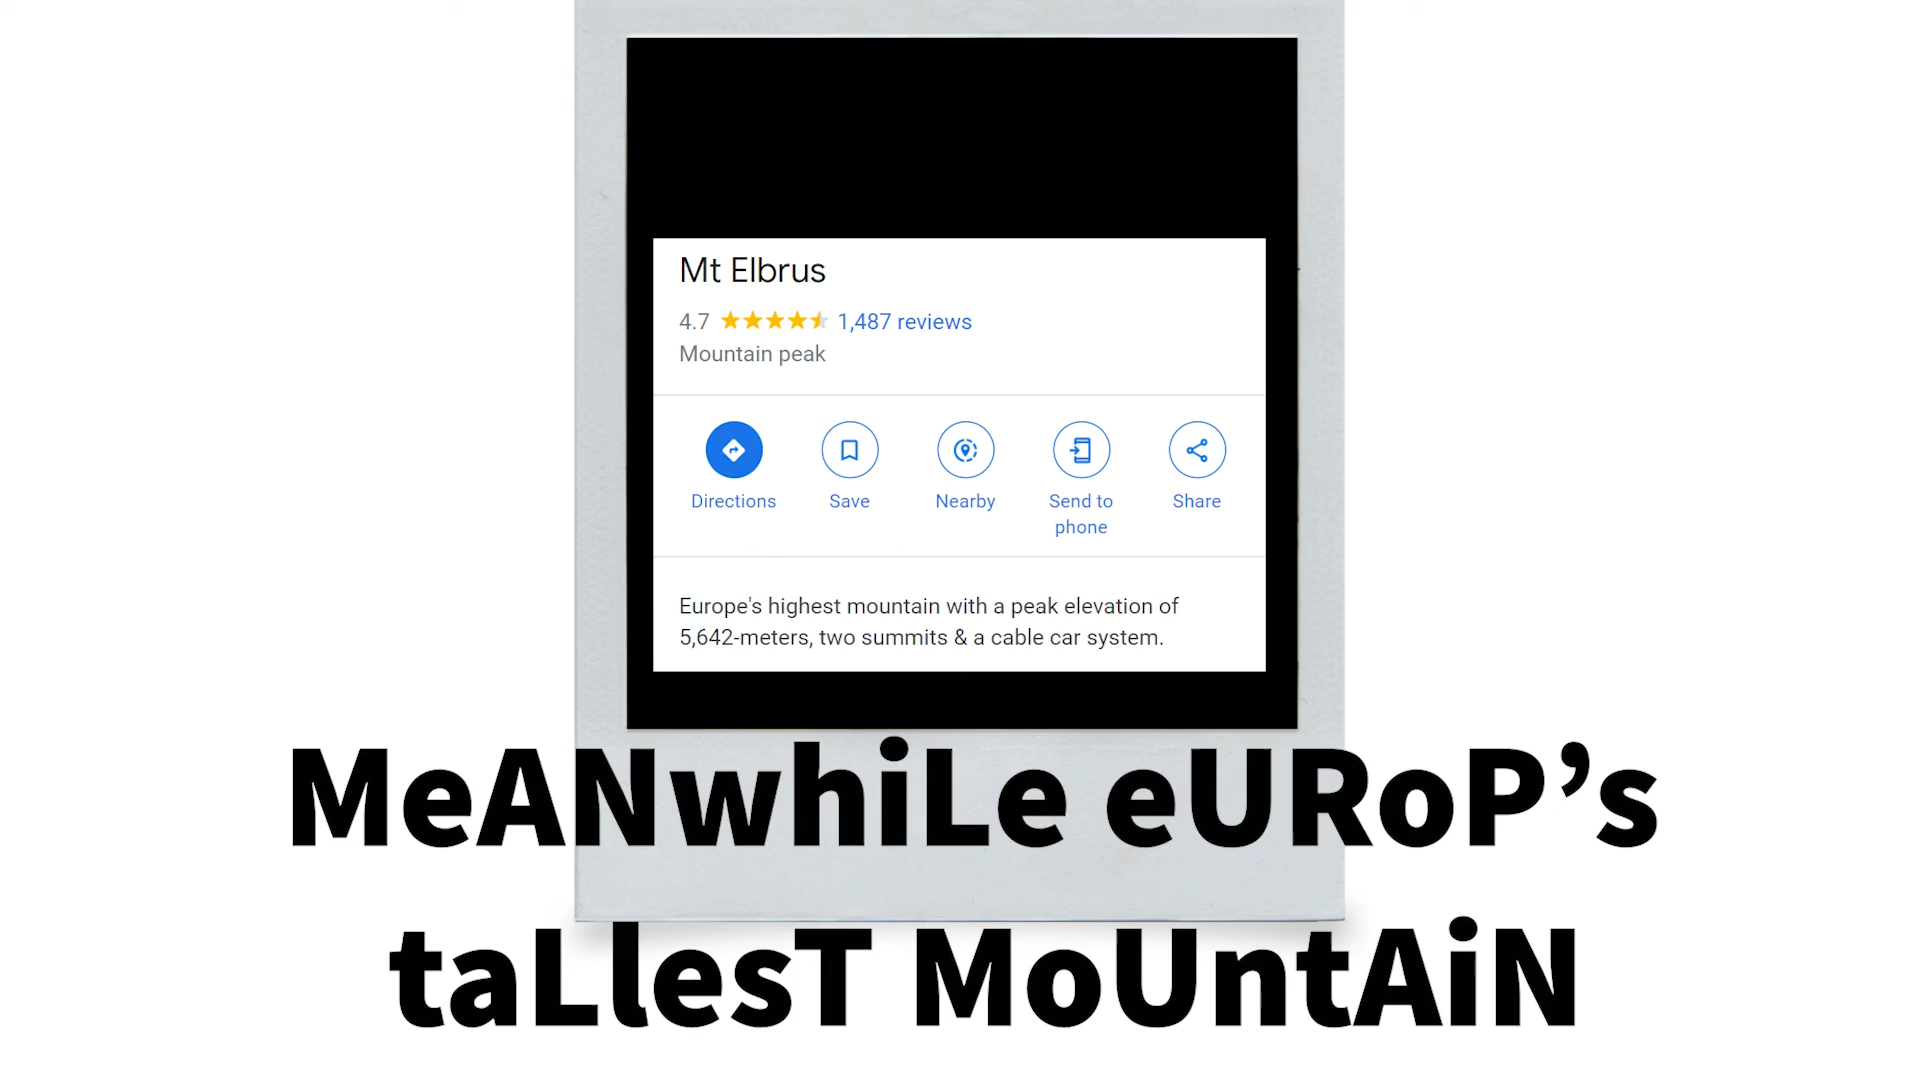 Mt Elbrus
4.7 1,487 reviews
Mountain peak
Directions Save Nearby Send to phone Share
Europe's highest mountain with a peak elevation of
5,642-meters, two summits & a cable car system.
MeANwhiLe eURoP’s
taLlesT MoUntAiN